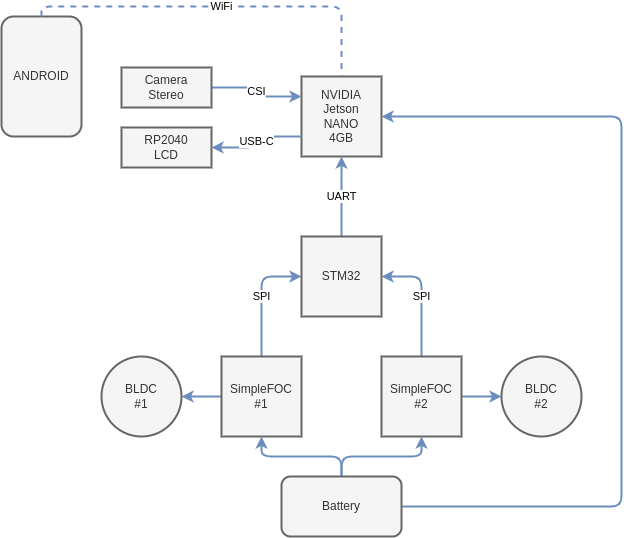 WiFi
ANDROID
Camera
Stereo
CSI
NVIDIA
Jetson
NANO
4GB
RP2040
LCD
USB-C
UART
STM32
SPI
SPI
BLDC
#1
SimpleFOC
#1
SimpleFOC
#2
BLDC
#2
Battery